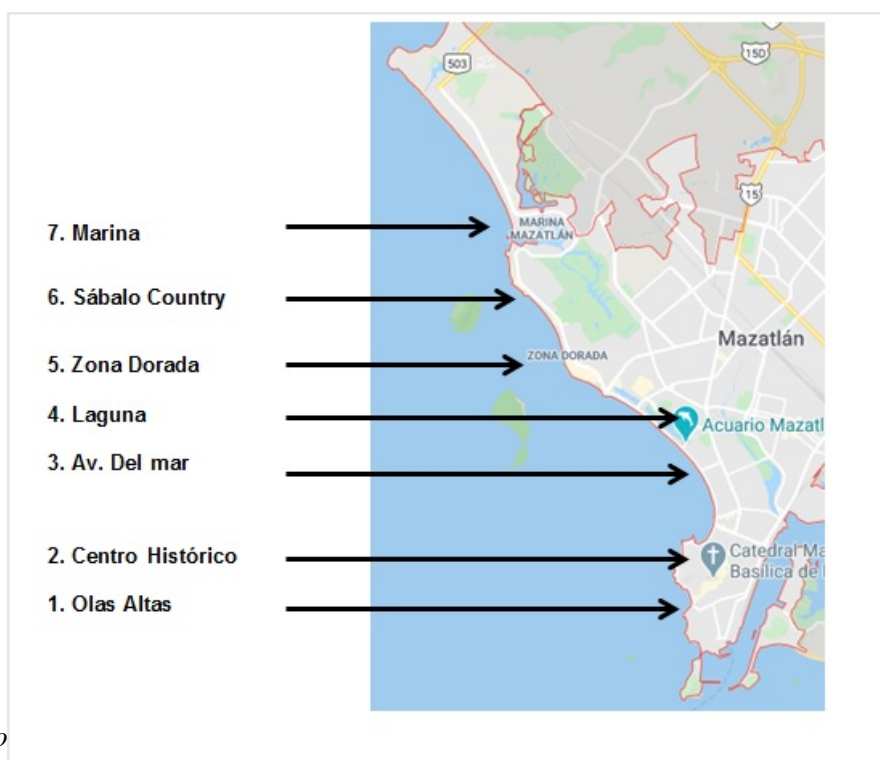 503
15D
15
7. Marina
MARINA
MAZATLÁN
6. Sábalo Country
Mazatlán
5. Zona Dorada
ZONA DORADA
4. Laguna
Acuario Mazatl
3. Av. Del mar
2. Centro Histórico
Catedral Ma
Basílica de
1. Olas Altas